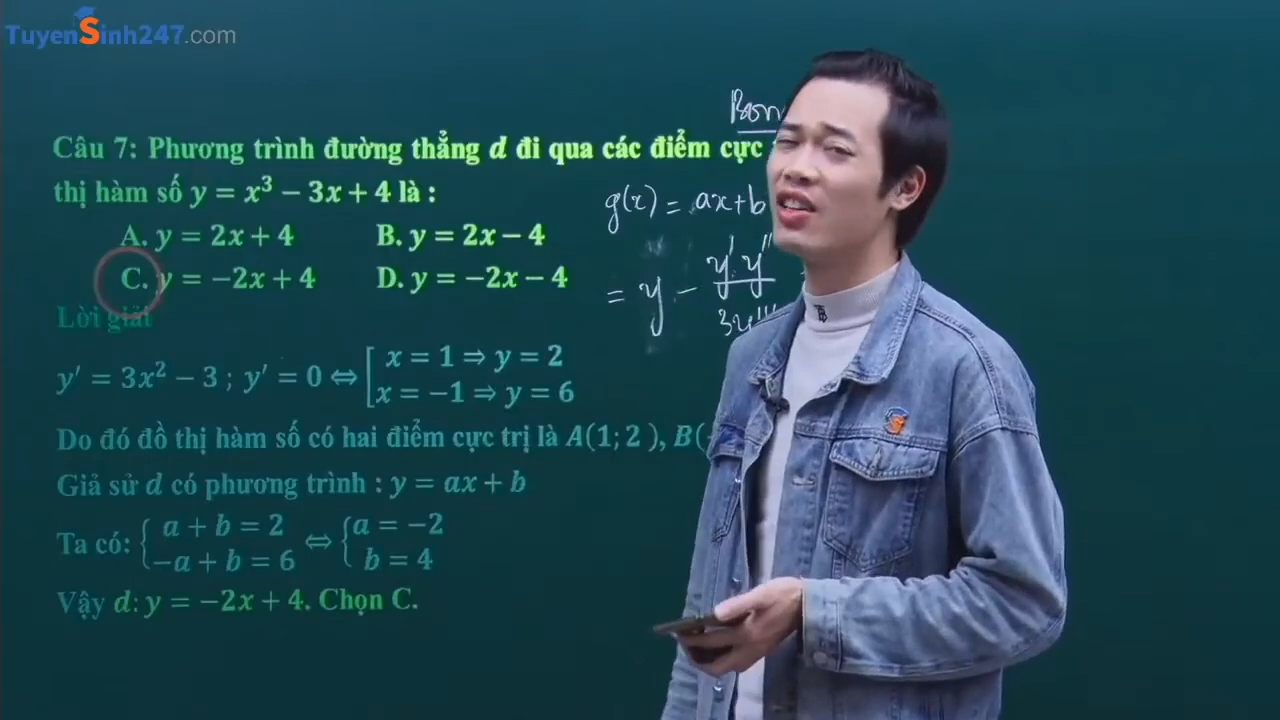 TuyenSinh247.com
Câu 7: Phương trình đường thẳng d đi qua các điểm cực
thị hàm số y = x³ − 3x + 4 là :
A. y = 2x + 4 B. y = 2x − 4
C. y = −2x + 4 D. y = −2x − 4
g(x) = ax+b
= y − y'.y''
Lời giải
y' = 3x² − 3 ; y' = 0 ⇔ [ x = 1 ⇒ y = 2
x = −1 ⇒ y = 6
Do đó đồ thị hàm số có hai điểm cực trị là A(1; 2 ), B(
Giả sử d có phương trình : y = ax + b
Ta có: { a + b = 2 ⇔ { a = −2
−a + b = 6 b = 4
Vậy d: y = −2x + 4. Chọn C.